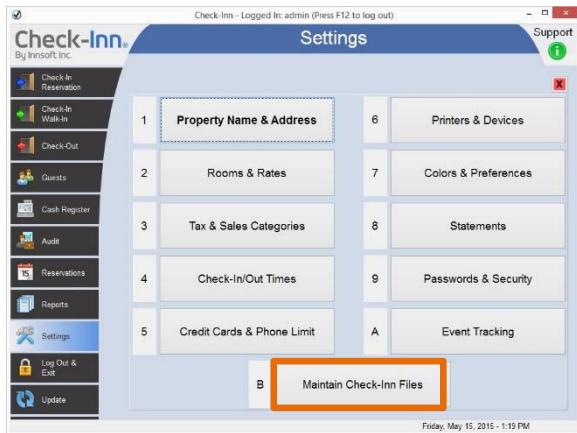 Check-Inn - Logged In: admin (Press F12 to log out)
Check-Inn®
By Innsoft Inc.
Settings
Support
Check-In
Reservation
Check-In
Walk-In
Check-Out
Guests
Cash Register
Audit
15
Reservations
Reports
Settings
Log Out &
Exit
Update
X
1 Property Name & Address
2 Rooms & Rates
3 Tax & Sales Categories
4 Check-In/Out Times
5 Credit Cards & Phone Limit
6 Printers & Devices
7 Colors & Preferences
8 Statements
9 Passwords & Security
A Event Tracking
B Maintain Check-Inn Files
Friday, May 15, 2015 - 1:19 PM